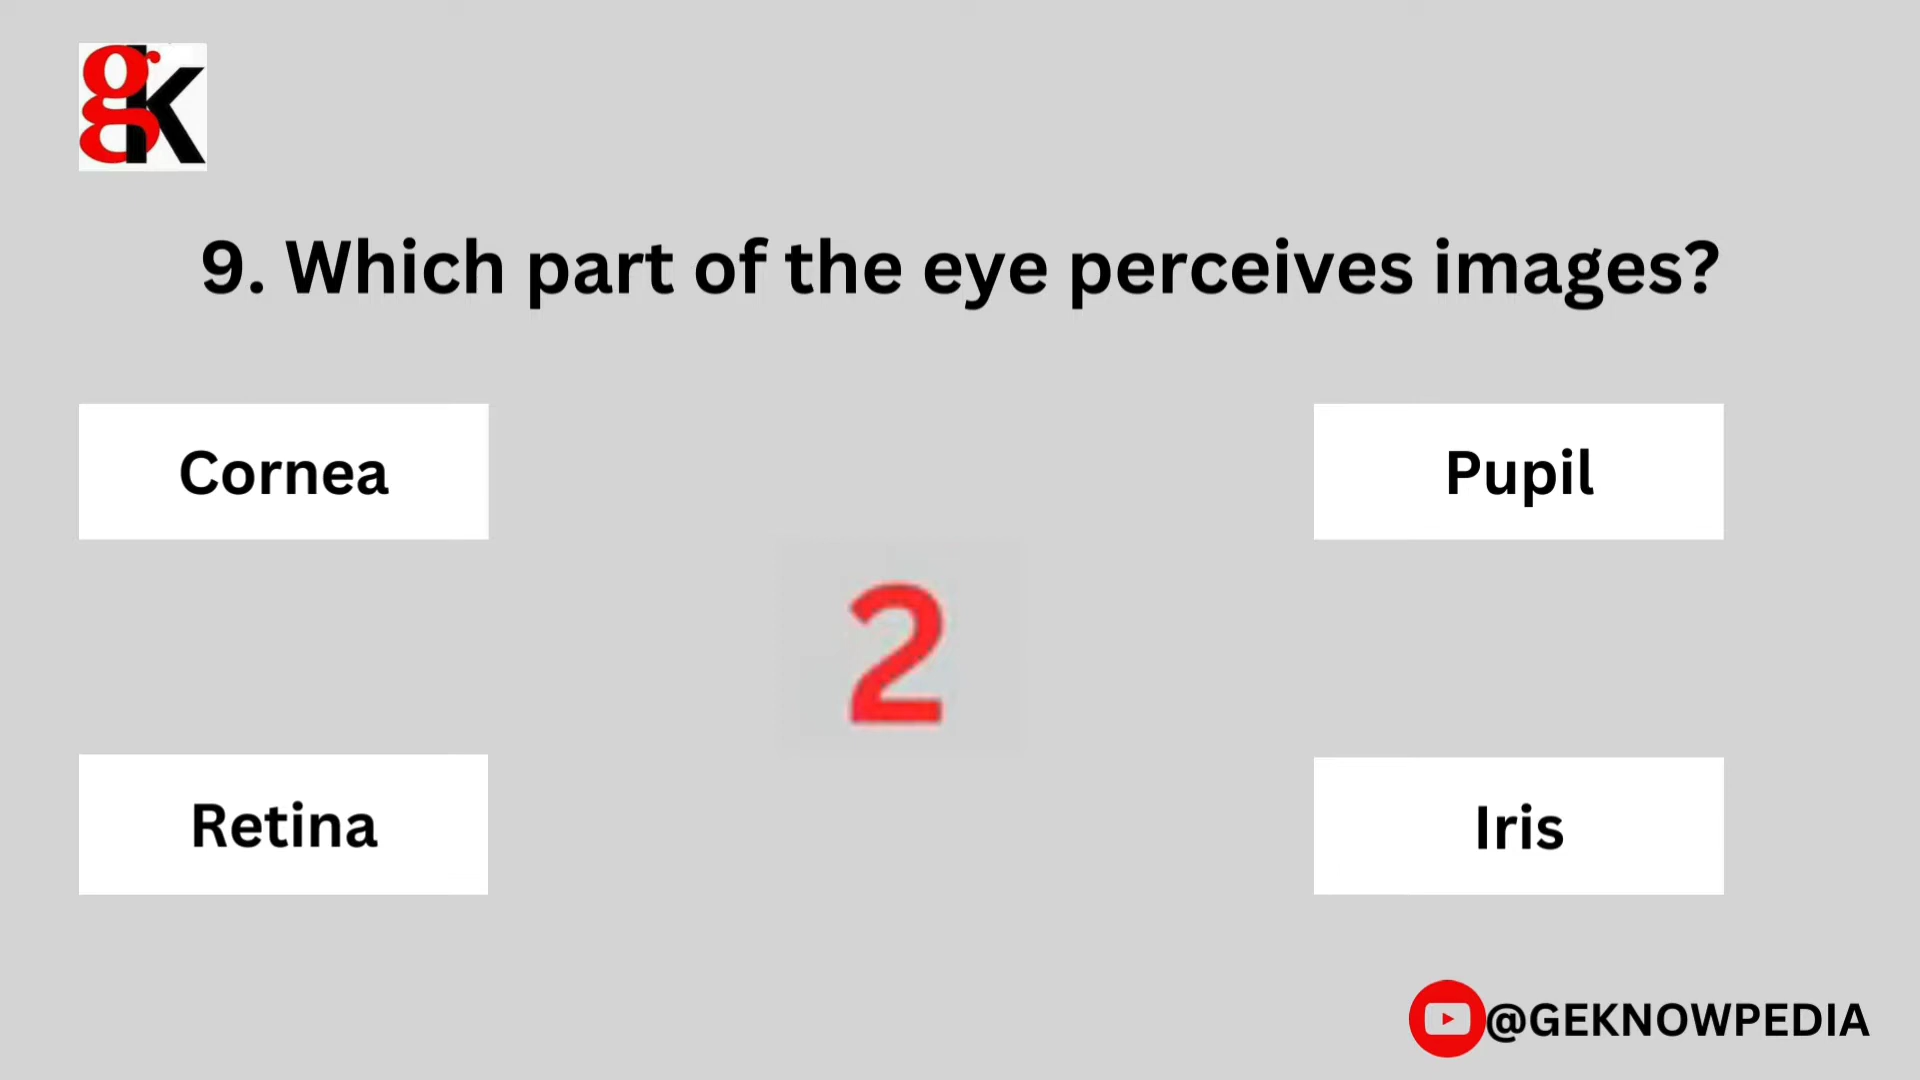 gk
9. Which part of the eye perceives images?
Cornea
Pupil
2
Retina
Iris
@GEKNOWPEDIA